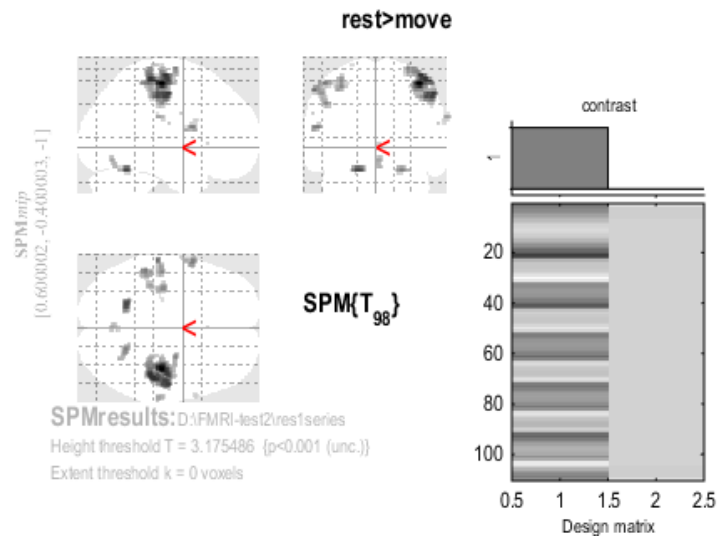 rest>move
contrast
SPMmip
[0.600002, -0.400003, -1]
<
<
<
SPM{T98}
SPMresults: D:\FMRI-test2\res1series
Height threshold T = 3.175486 {p<0.001 (unc.)}
Extent threshold k = 0 voxels
20
40
60
80
100
0.5 1 1.5 2 2.5
Design matrix